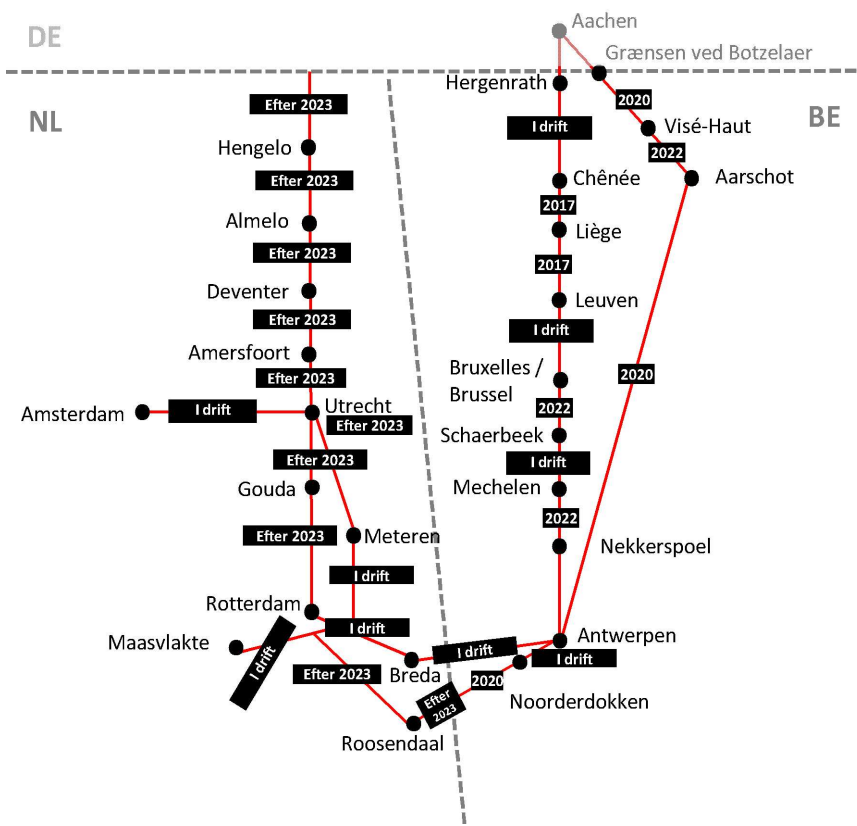 Aachen
DE
Grænsen ved Botzelaer
Hergenrath
2020
Efter 2023
NL
BE
I drift
Visé-Haut
Hengelo
2022
Efter 2023
Chênée
Aarschot
2017
Almelo
Liège
Efter 2023
2017
Deventer
Leuven
Efter 2023
I drift
Amersfoort
Bruxelles /
Brussel
Efter 2023
2020
Amsterdam
I drift
Utrecht
Efter 2023
2022
Schaerbeek
Efter 2023
I drift
Gouda
Mechelen
2022
Efter 2023
Meteren
Nekkerspoel
I drift
Rotterdam
I drift
Maasvlakte
Antwerpen
I drift
I drift
I drift
Efter 2023
Breda
2020
Efter
2023
Noorderdokken
Roosendaal